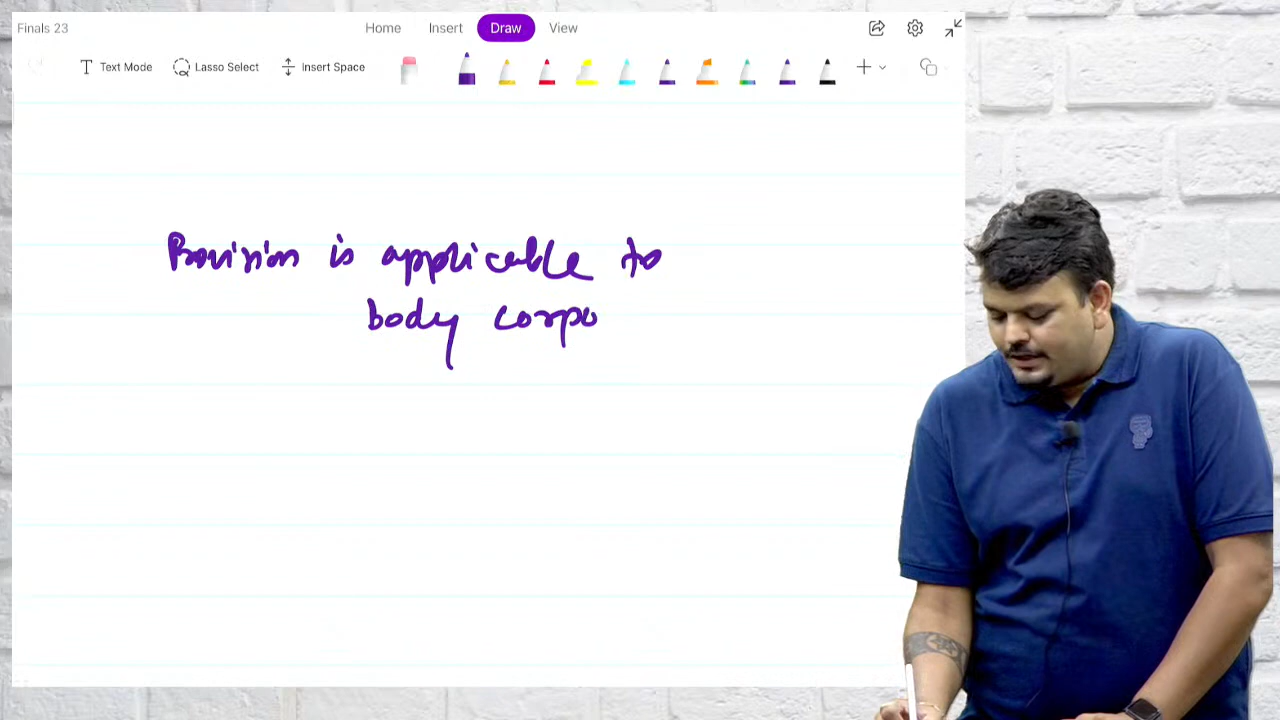 Finals 23
Home Insert Draw View
Text Mode Lasso Select Insert Space
Provision is applicable to
body corpo